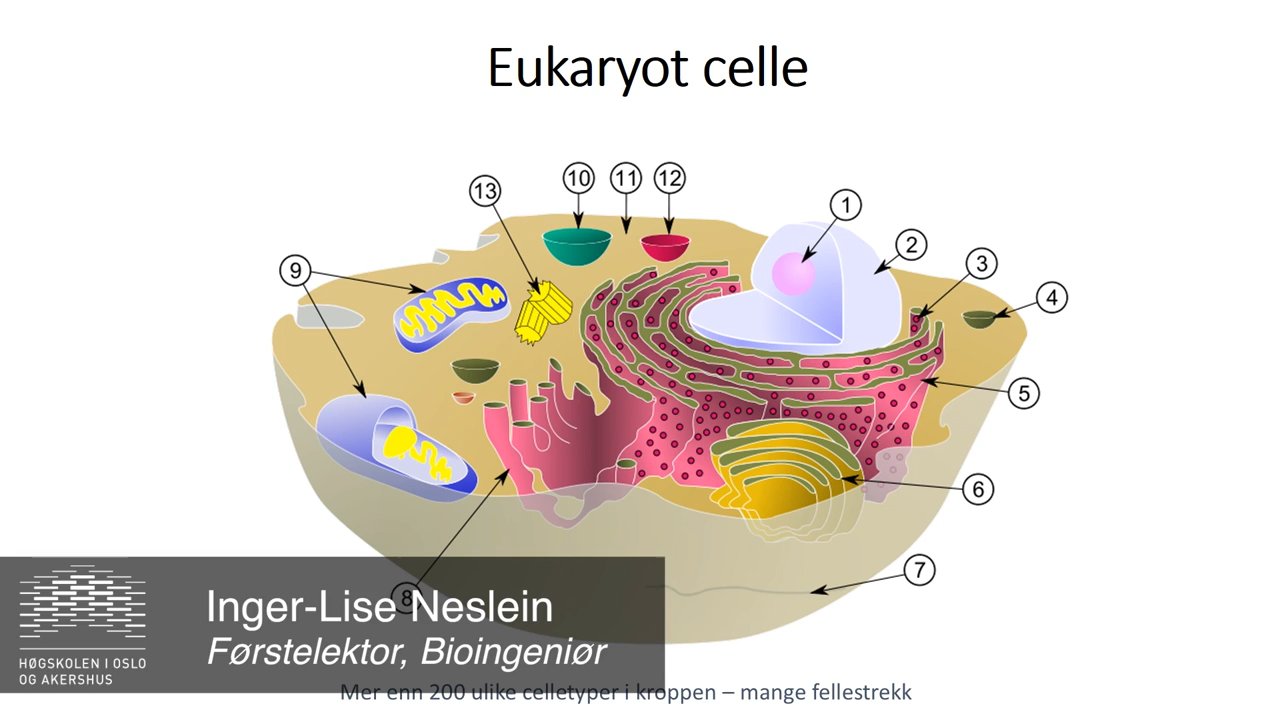 Eukaryot celle
13
10
11
12
1
2
3
4
9
5
6
7
8
Inger-Lise Neslein
Førstelektor, Bioingeniør
HØGSKOLEN I OSLO
OG AKERSHUS
Mer enn 200 ulike celletyper i kroppen – mange fellestrekk